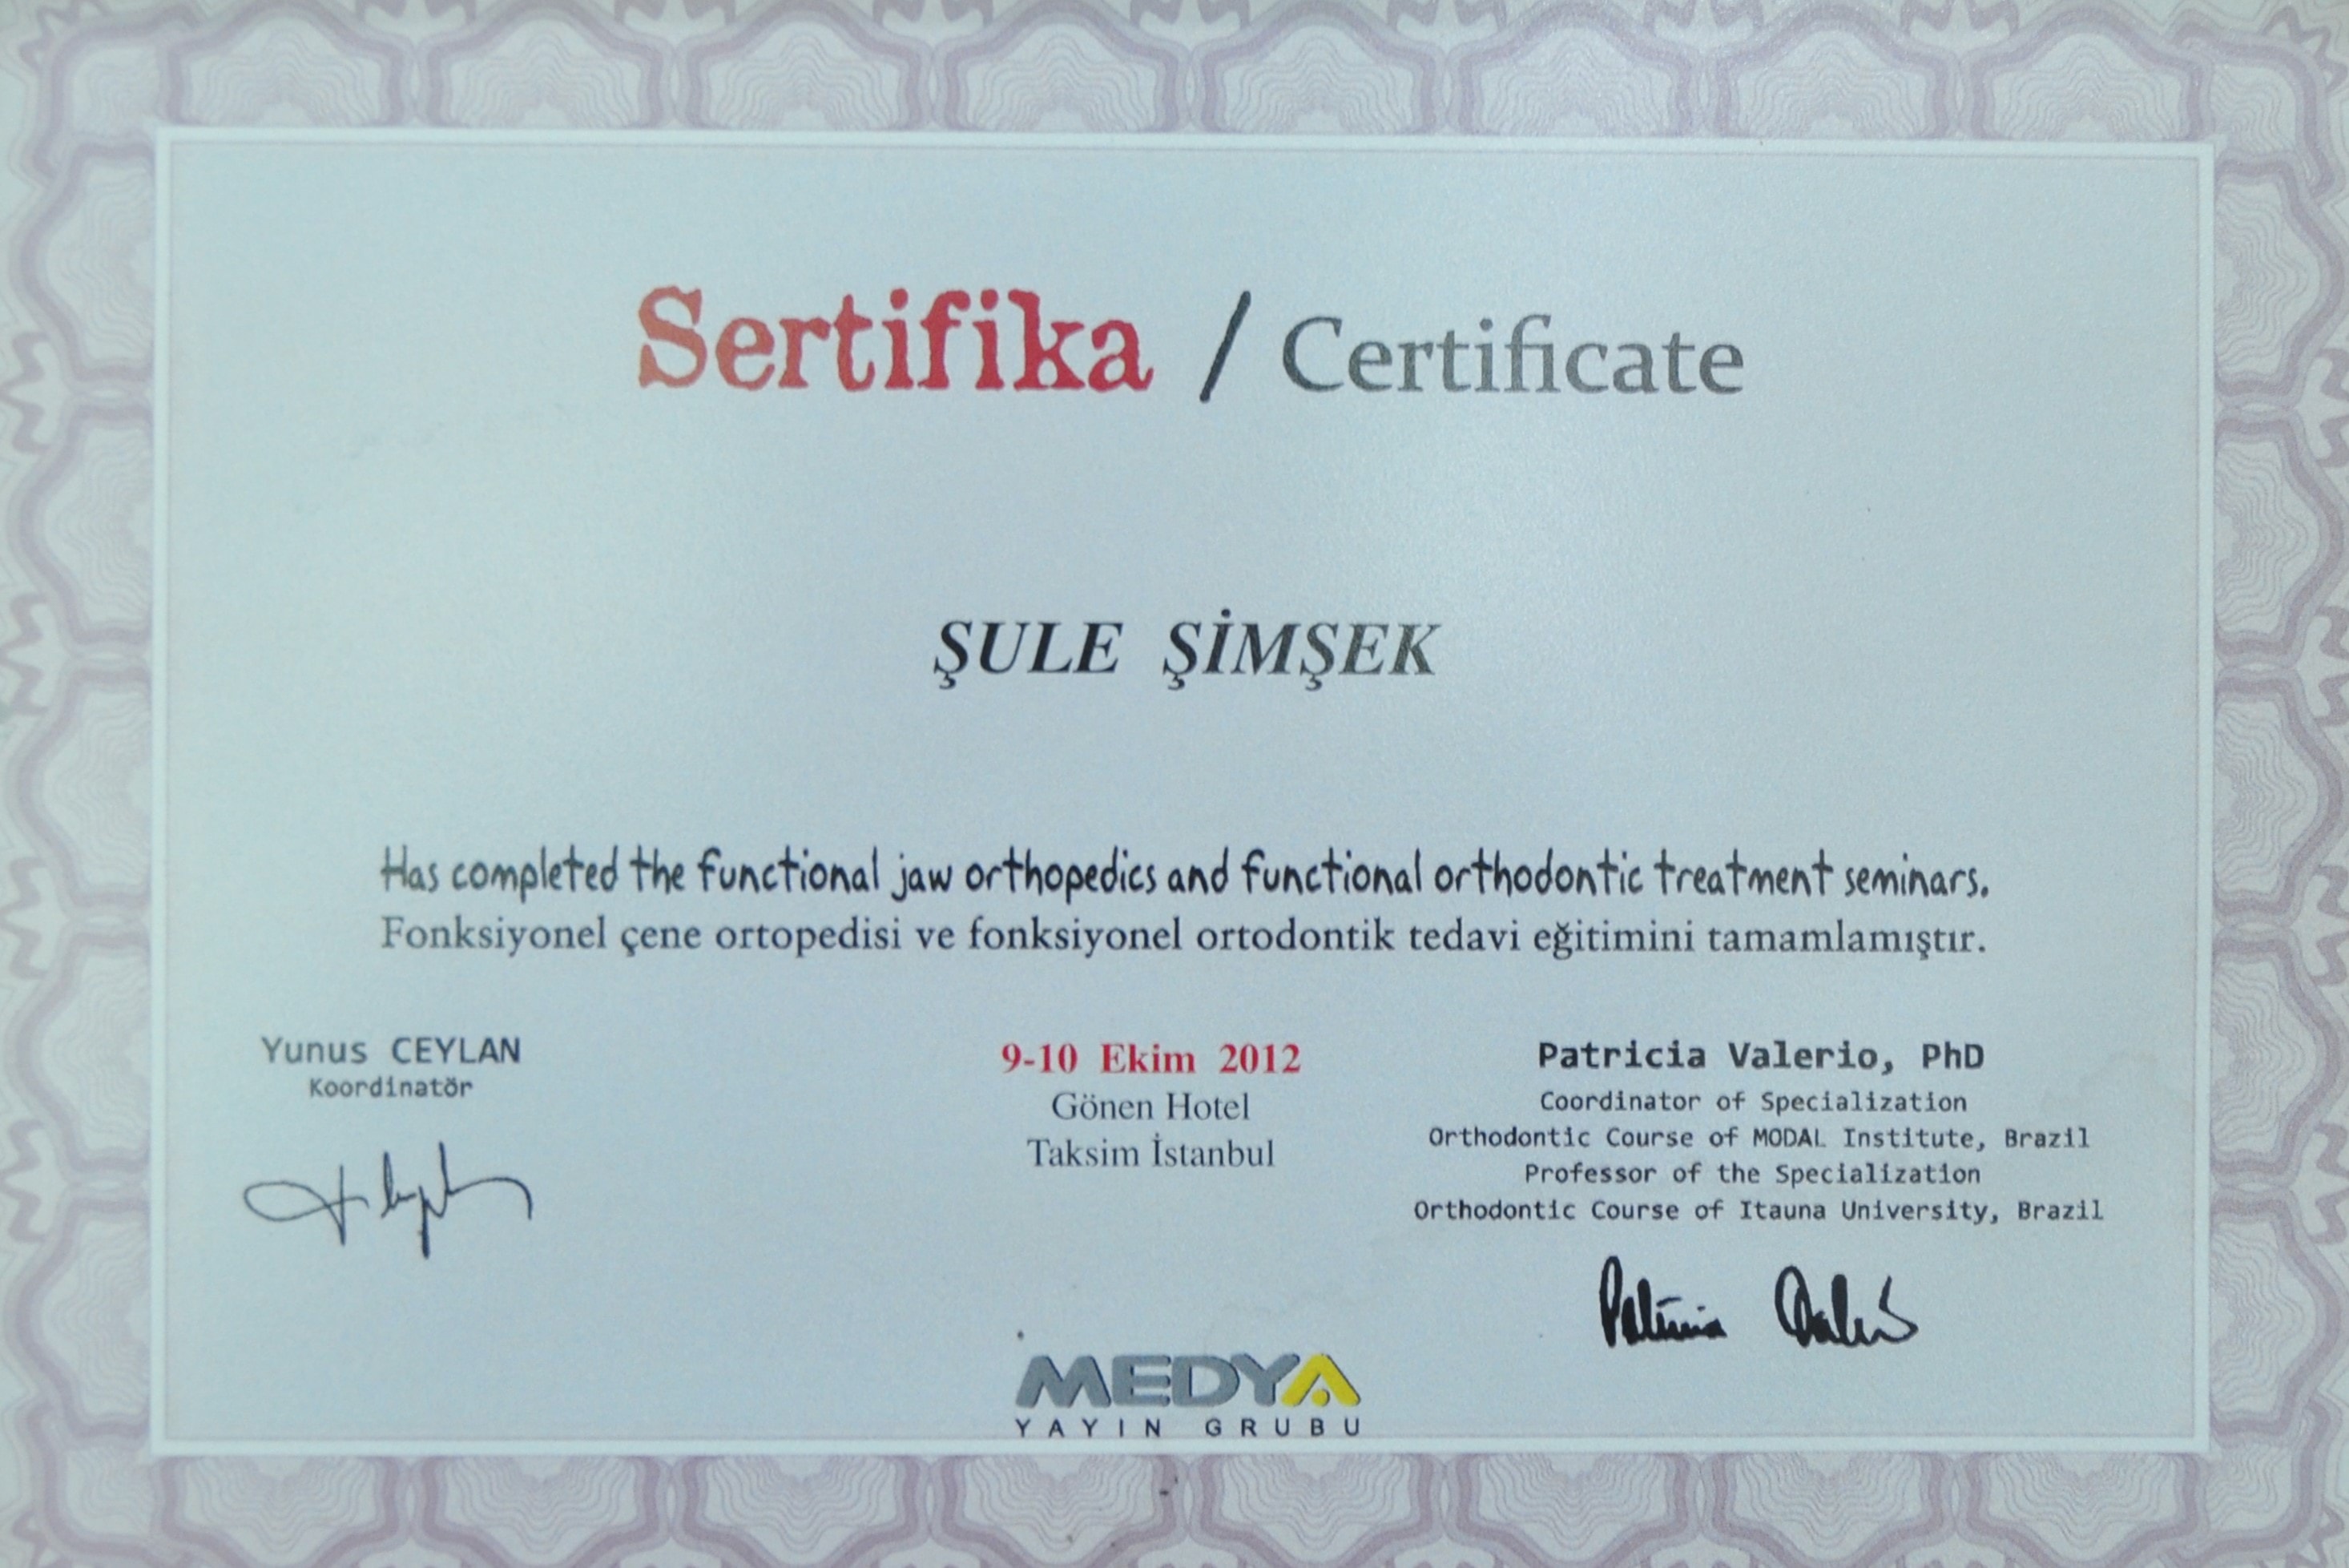 Sertifika / Certificate
ŞULE ŞİMŞEK
Has completed the functional jaw orthopedics and functional orthodontic treatment seminars.
Fonksiyonel çene ortopedisi ve fonksiyonel ortodontik tedavi eğitimini tamamlamıştır.
Yunus CEYLAN
Koordinatör
9-10 Ekim 2012
Gönen Hotel
Taksim İstanbul
Patricia Valerio, PhD
Coordinator of Specialization
Orthodontic Course of MODAL Institute, Brazil
Professor of the Specialization
Orthodontic Course of Itauna University, Brazil
Patricia Valerio
MEDYA
YAYIN GRUBU